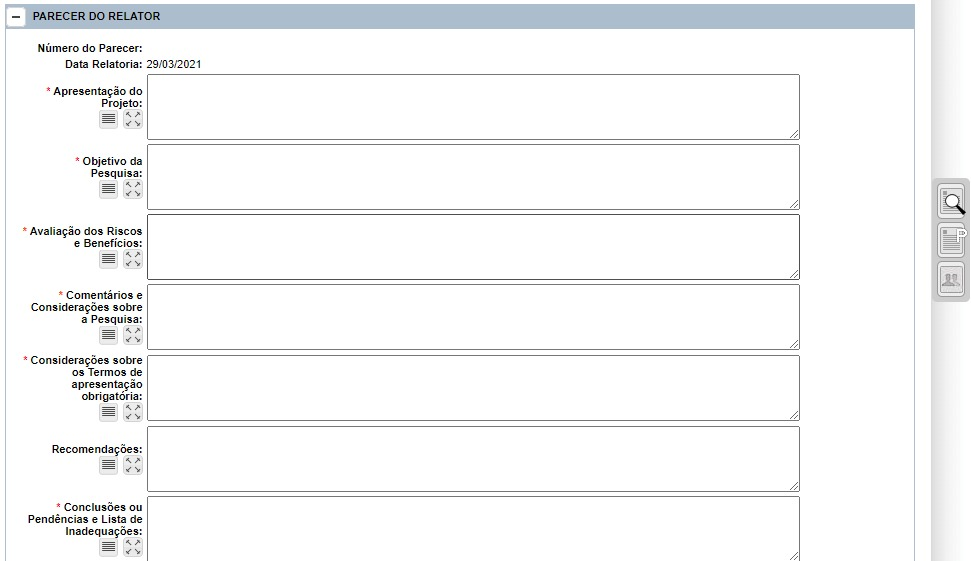 PARECER DO RELATOR
Número do Parecer:
Data Relatoria: 29/03/2021
* Apresentação do
Projeto:
* Objetivo da
Pesquisa:
* Avaliação dos Riscos
e Benefícios:
* Comentários e
Considerações sobre
a Pesquisa:
* Considerações sobre
os Termos de
apresentação
obrigatória:
Recomendações:
* Conclusões ou
Pendências e Lista de
Inadequações:
P